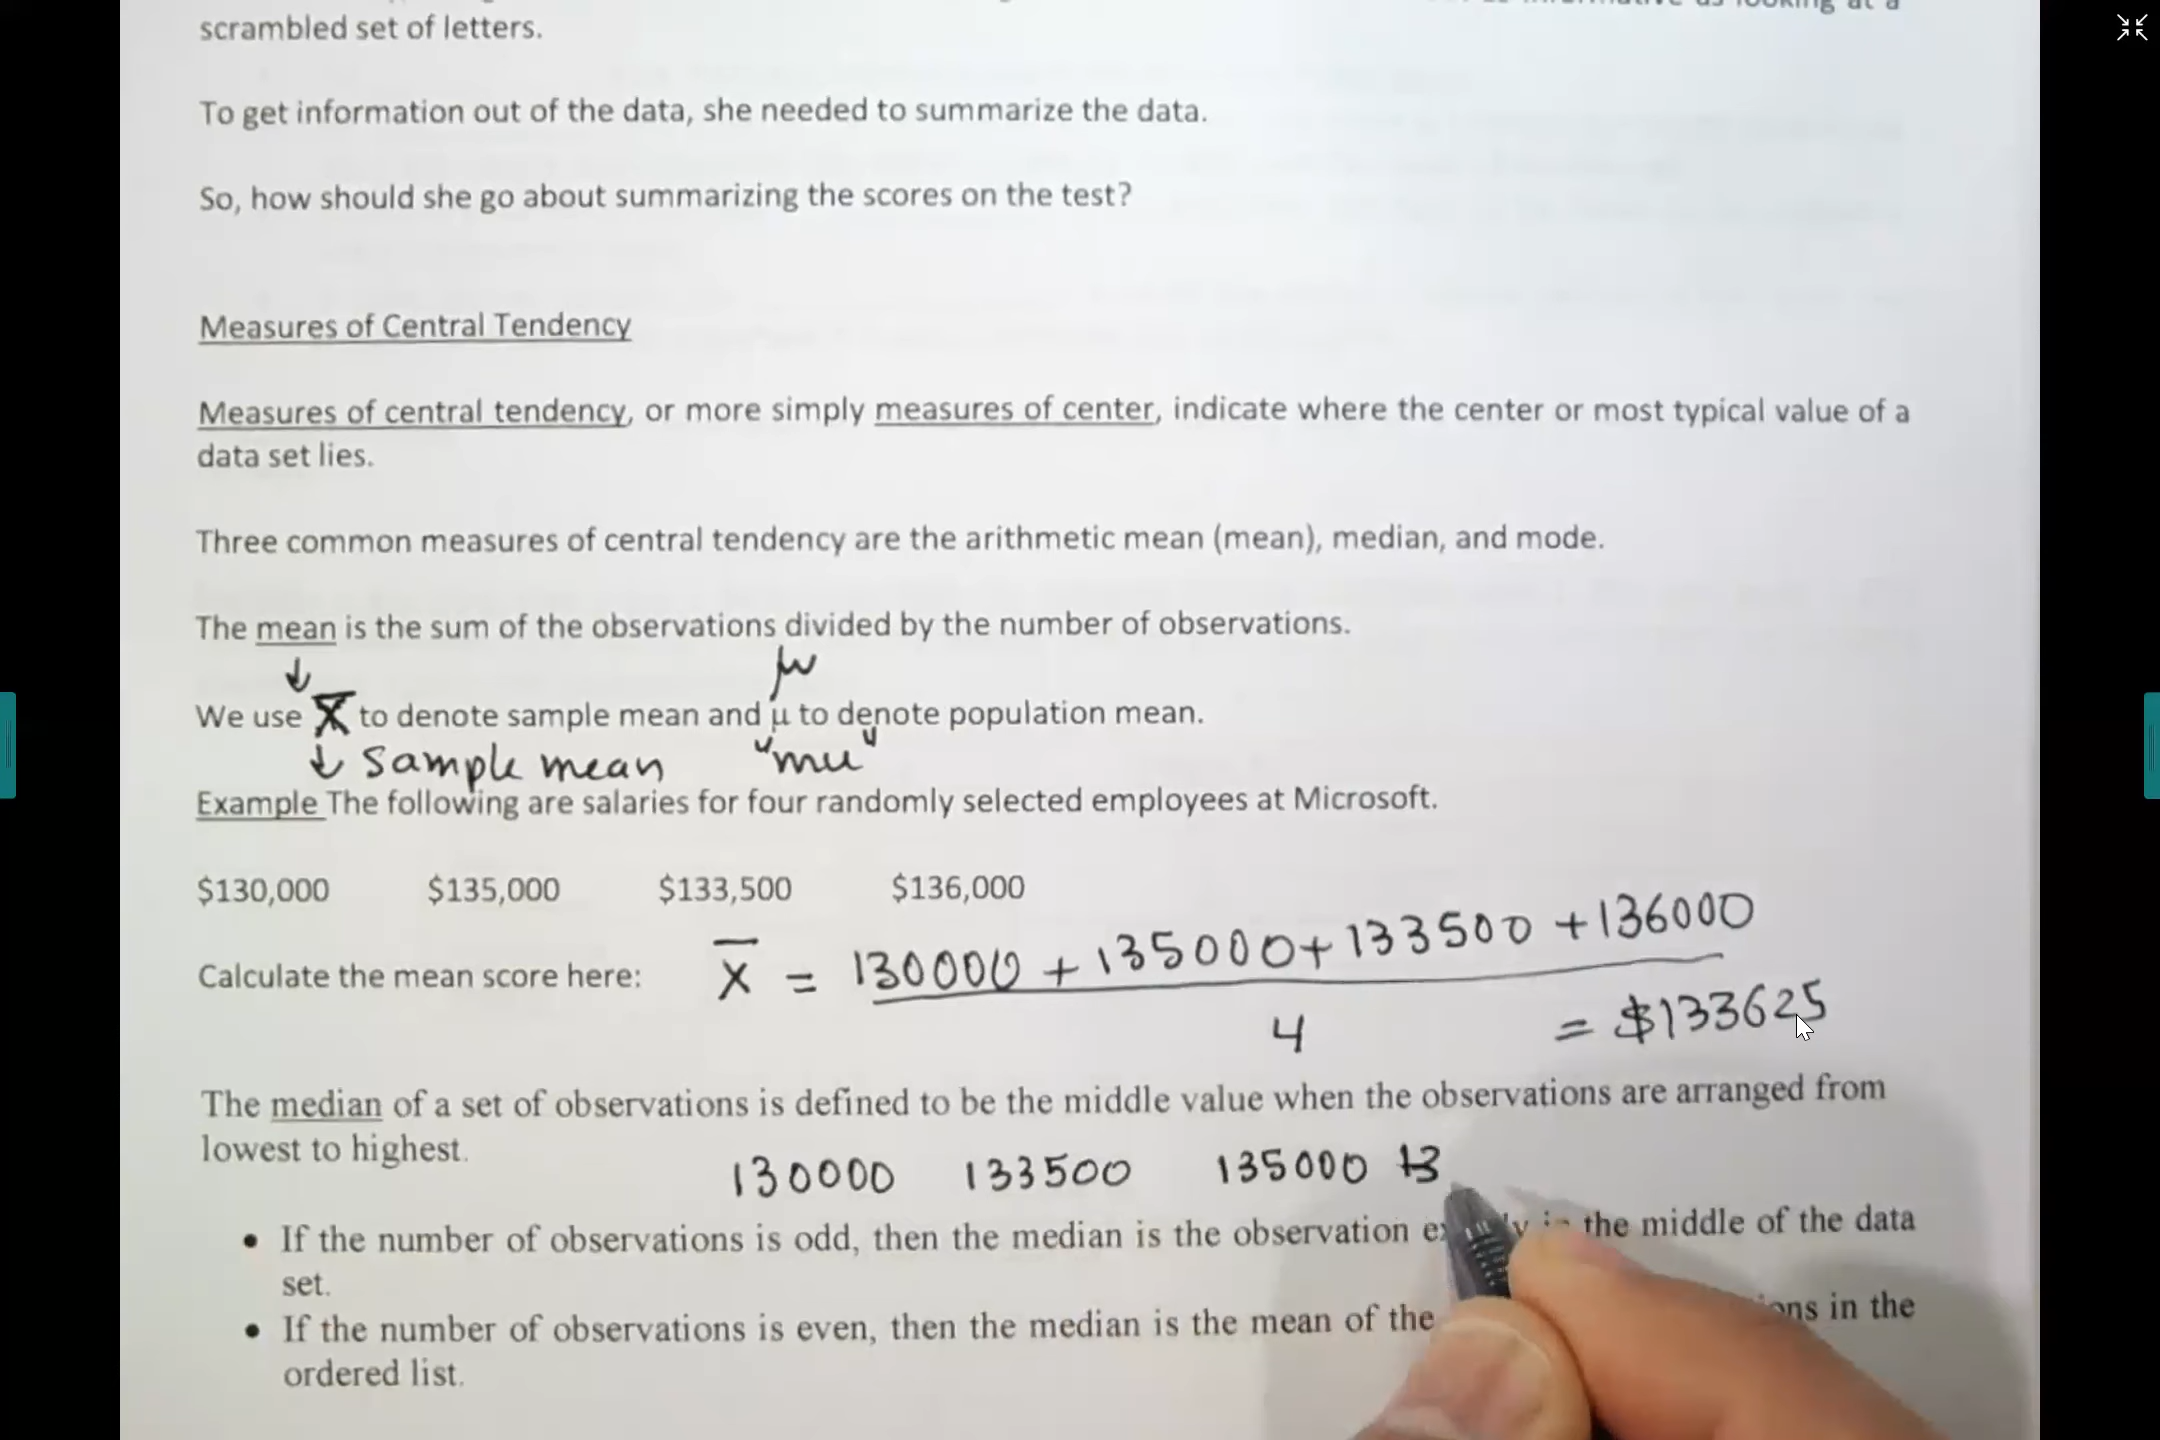 scrambled set of letters.
To get information out of the data, she needed to summarize the data.
So, how should she go about summarizing the scores on the test?
Measures of Central Tendency
Measures of central tendency, or more simply measures of center, indicate where the center or most typical value of a
data set lies.
Three common measures of central tendency are the arithmetic mean (mean), median, and mode.
The mean is the sum of the observations divided by the number of observations.
↓ μ
We use x̄ to denote sample mean and μ to denote population mean.
↓ sample mean "mu"
Example The following are salaries for four randomly selected employees at Microsoft.
$130,000 $135,000 $133,500 $136,000
130000 + 135000 + 133500 + 136000
Calculate the mean score here: x̄ =
4 = $133625
The median of a set of observations is defined to be the middle value when the observations are arranged from
lowest to highest.
130000 133500 135000 13
• If the number of observations is odd, then the median is the observation in the middle of the data
set.
• If the number of observations is even, then the median is the mean of the in the
ordered list.